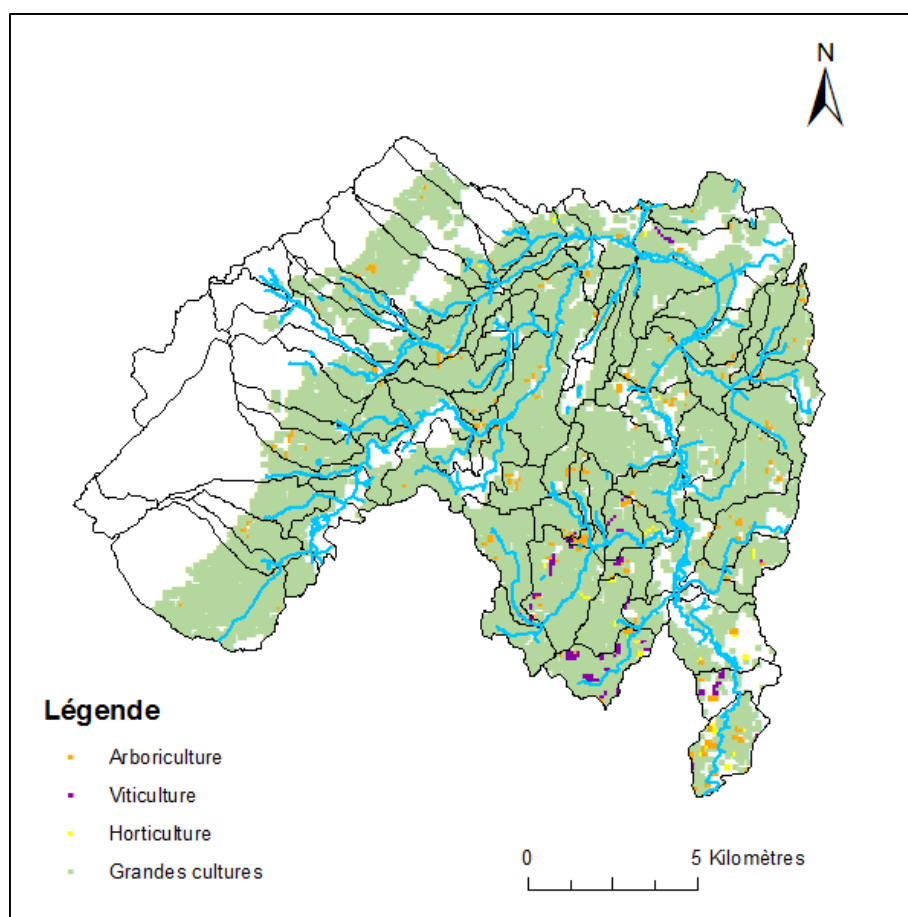 N
Légende
Arboriculture
Viticulture
Horticulture
Grandes cultures
0 5 Kilomètres